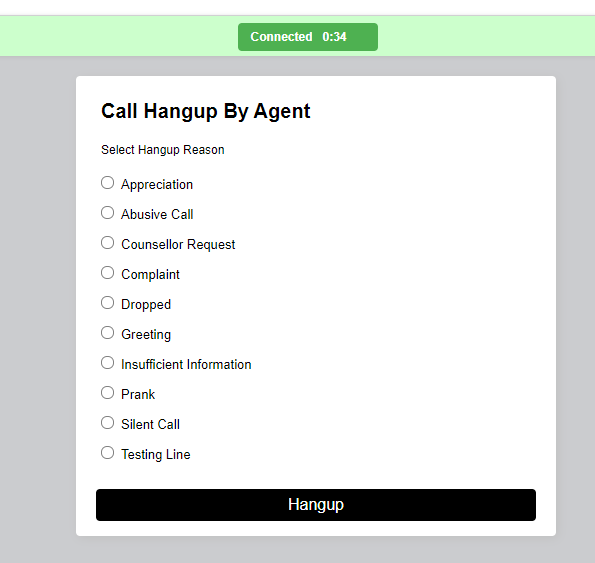 Connected 0:34
Call Hangup By Agent
Select Hangup Reason
Appreciation
Abusive Call
Counsellor Request
Complaint
Dropped
Greeting
Insufficient Information
Prank
Silent Call
Testing Line
Hangup